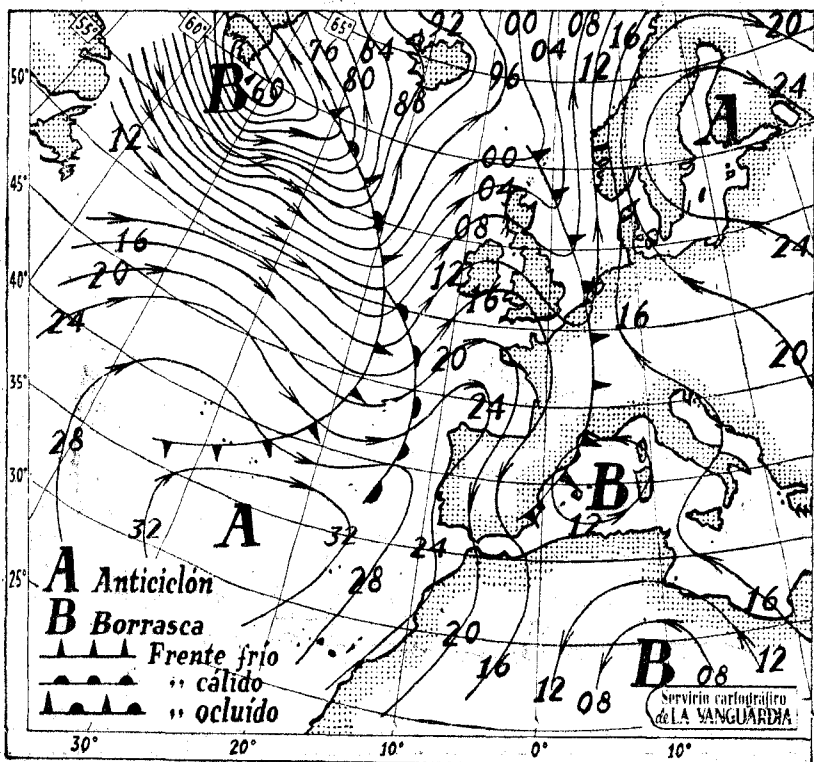 55° 60° 65° 92 00 08 16 20
76 84 04 12 24
50° B 60 80 88 96 A
12 00
45° 04
16 08 24
40° 20 12
24 16 16
35° 20 20
24
28
30° A B
32 32 12
25° 24
28 16
A Anticiclón
B Borrasca 20
Frente frío 16 12 B 08 12
,, cálido 08
,, ocluído
Servicio cartográfico
de LA VANGUARDIA
30° 20° 10° 0° 10°